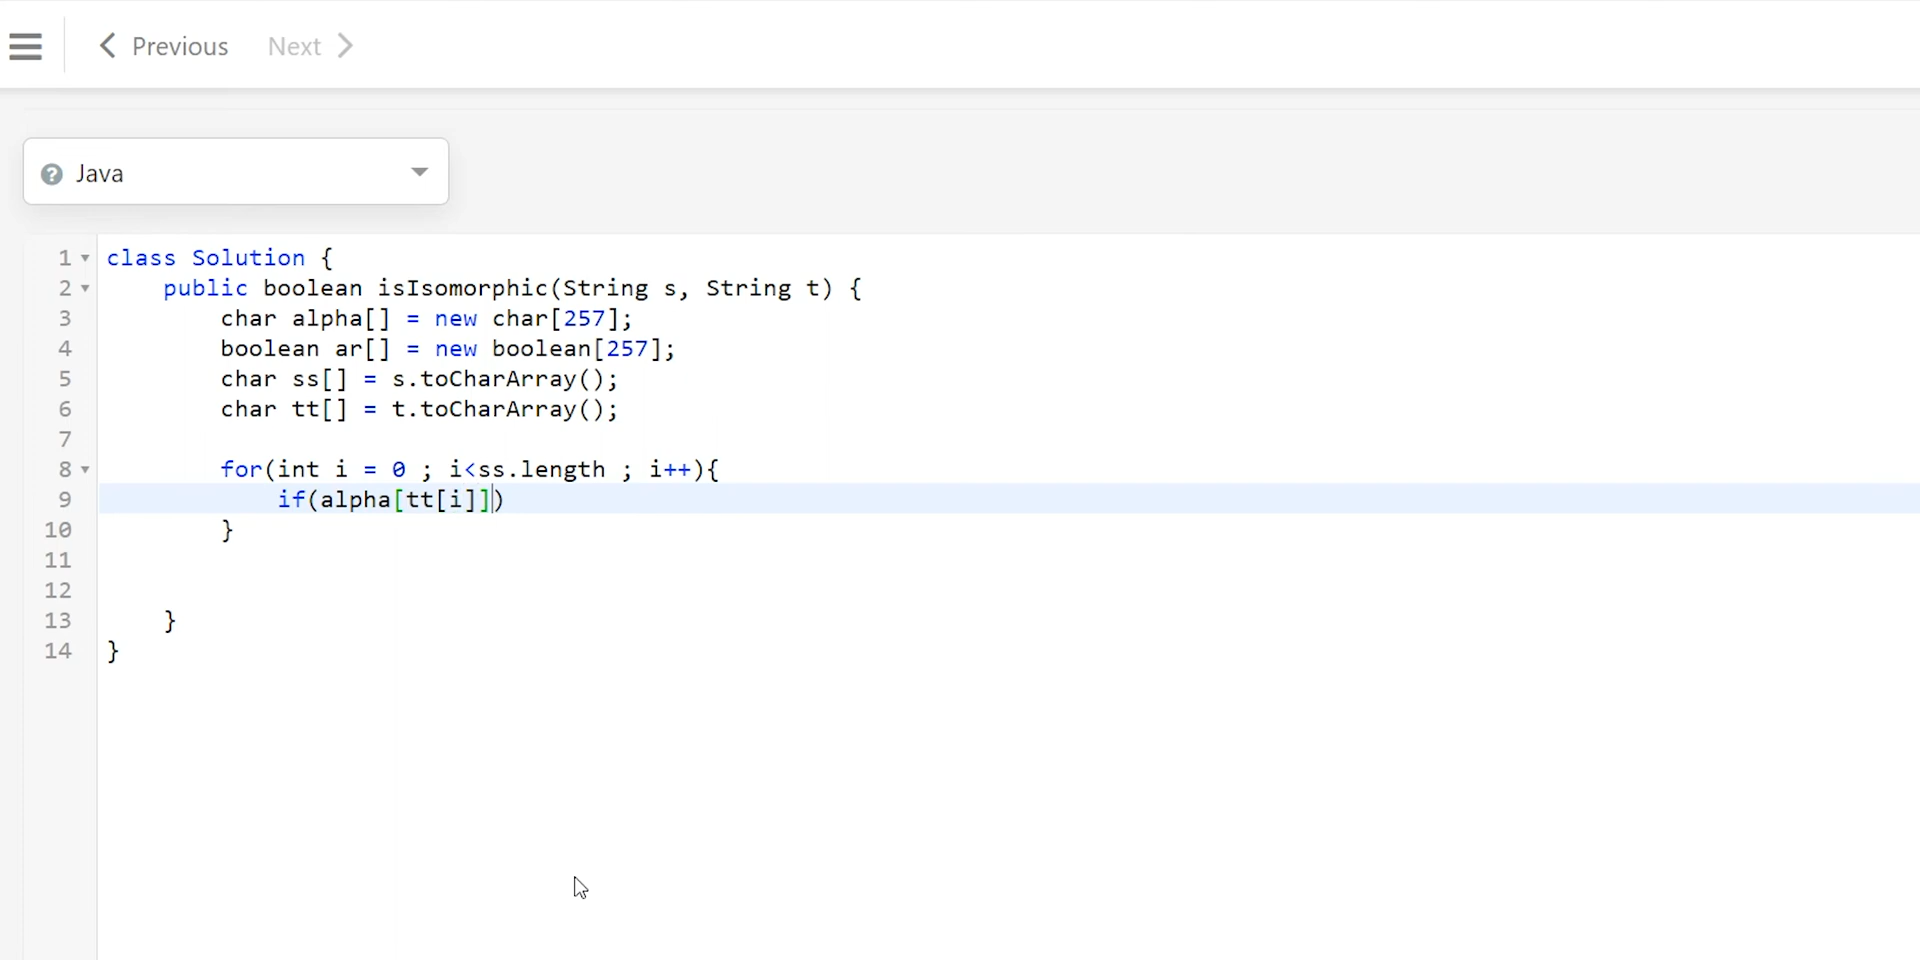 Previous Next
Java
1 class Solution {
2 public boolean isIsomorphic(String s, String t) {
3 char alpha[] = new char[257];
4 boolean ar[] = new boolean[257];
5 char ss[] = s.toCharArray();
6 char tt[] = t.toCharArray();
7
8 for(int i = 0 ; i<ss.length ; i++){
9 if(alpha[tt[i]])
10 }
11
12
13 }
14 }